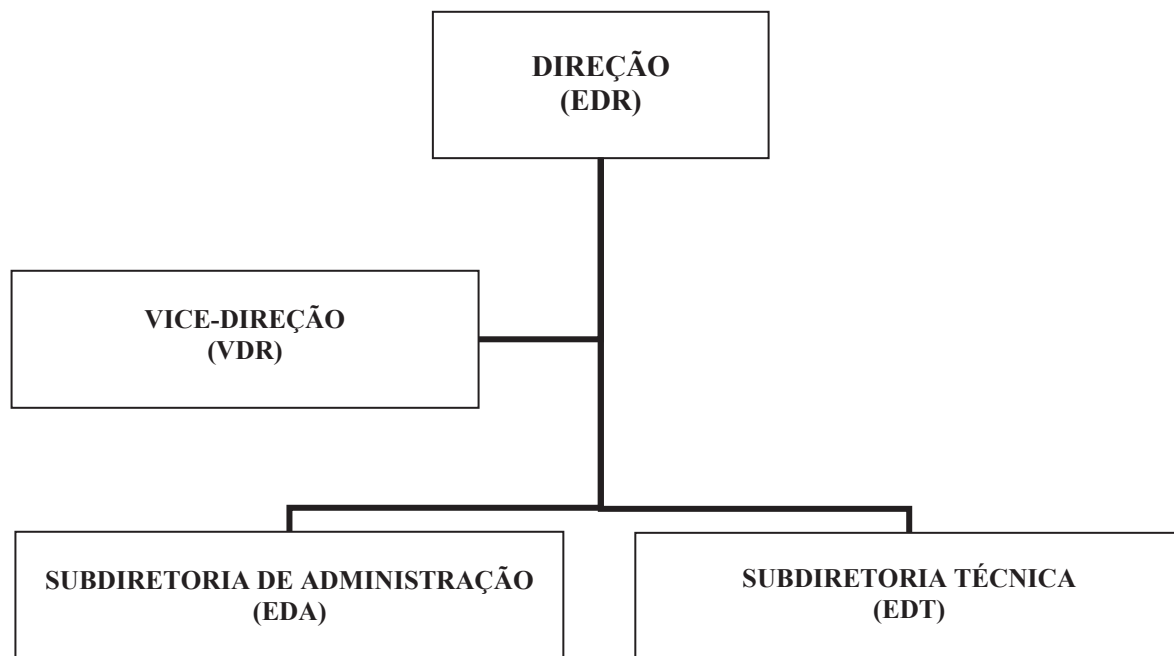 DIREÇÃO
(EDR)
VICE-DIREÇÃO
(VDR)
SUBDIRETORIA DE ADMINISTRAÇÃO
(EDA)
SUBDIRETORIA TÉCNICA
(EDT)